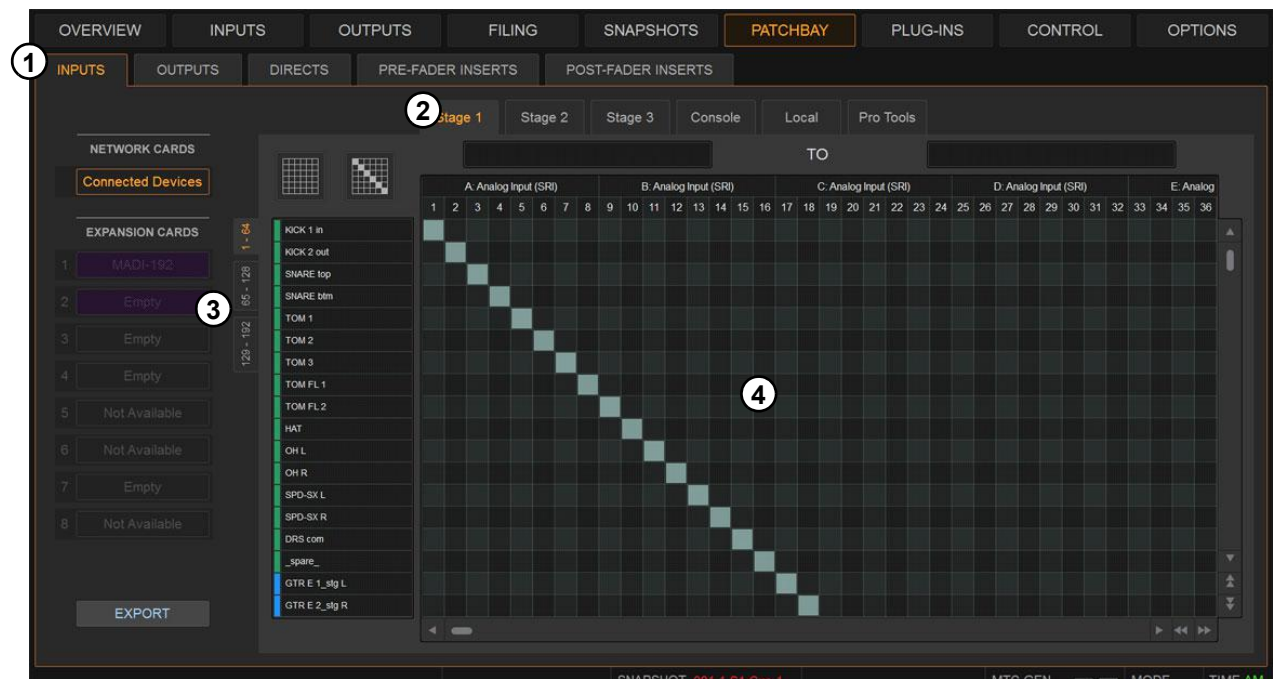 OVERVIEW INPUTS OUTPUTS FILING SNAPSHOTS PATCHBAY PLUG-INS CONTROL OPTIONS
1
INPUTS OUTPUTS DIRECTS PRE-FADER INSERTS POST-FADER INSERTS
2
Stage 1 Stage 2 Stage 3 Console Local Pro Tools
NETWORK CARDS
TO
Connected Devices
A: Analog Input (SRI) B: Analog Input (SRI) C: Analog Input (SRI) D: Analog Input (SRI) E: Analog
1 2 3 4 5 6 7 8 9 10 11 12 13 14 15 16 17 18 19 20 21 22 23 24 25 26 27 28 29 30 31 32 33 34 35 36
EXPANSION CARDS
1 MADI-192
2 Empty
3
3 Empty
4 Empty
5 Not Available
6 Not Available
7 Empty
8 Not Available
EXPORT
1 - 64
65 - 128
129 - 192
KICK 1 in
KICK 2 out
SNARE top
SNARE btm
TOM 1
TOM 2
TOM 3
TOM FL 1
TOM FL 2
HAT
OH L
OH R
SPD-SX L
SPD-SX R
DRS com
_spare_
GTR E 1_stg L
GTR E 2_stg R
4
SNAPSHOT MTC GEN MODE TIME AM